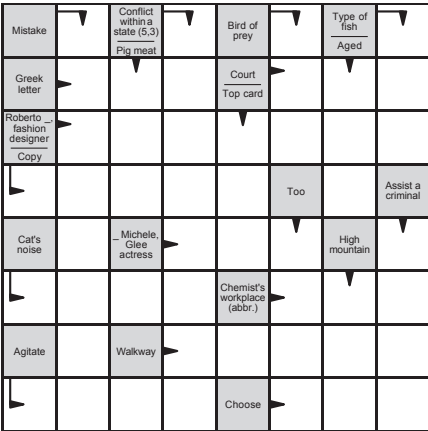 Mistake
Conflict
within a
state (5,3)
Pig meat
Bird of
prey
Type of
fish
Aged
Greek
letter
Court
Top card
Roberto _,
fashion
designer
Copy
Too
Assist a
criminal
Cat's
noise
_ Michele,
Glee
actress
High
mountain
Chemist's
workplace
(abbr.)
Agitate
Walkway
Choose